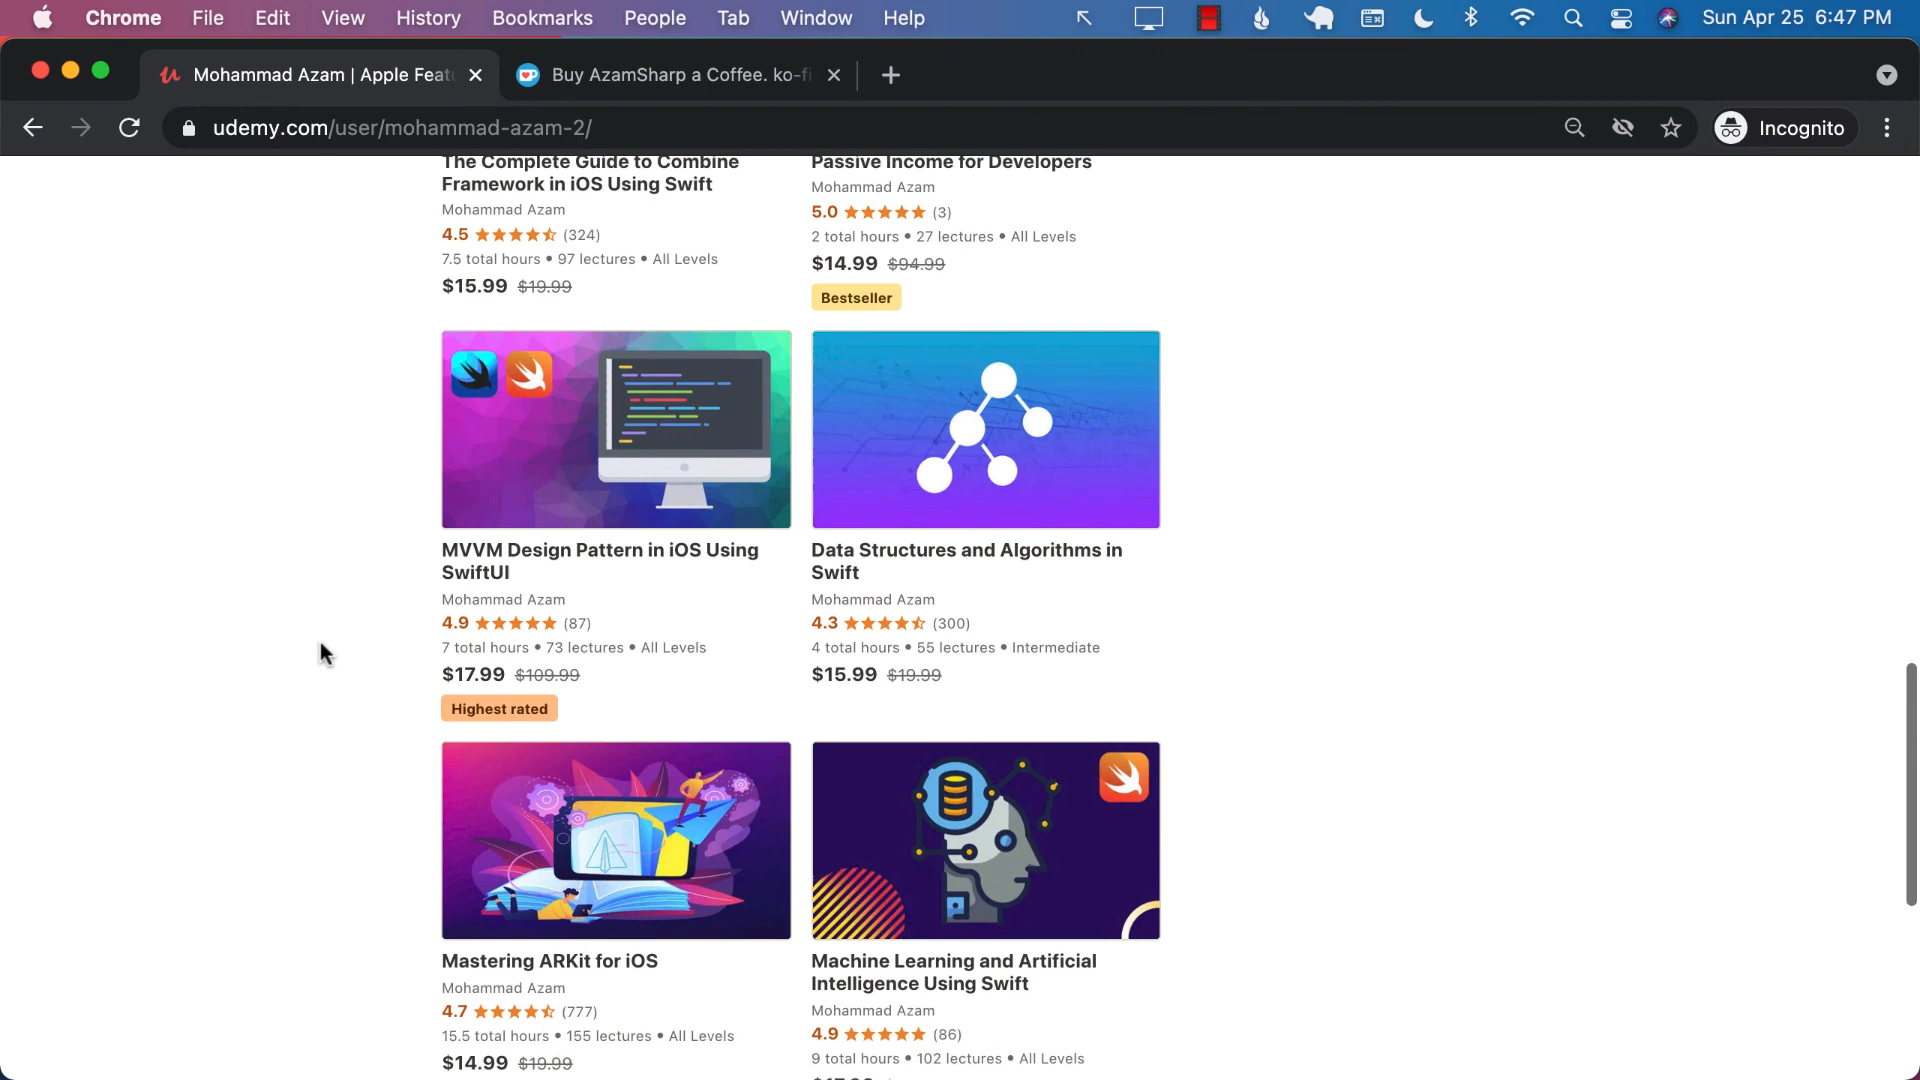 Chrome File Edit View History Bookmarks People Tab Window Help Sun Apr 25 6:47 PM
Mohammad Azam | Apple Feat Buy AzamSharp a Coffee. ko-fi
udemy.com/user/mohammad-azam-2/ Incognito
The Complete Guide to Combine
Framework in iOS Using Swift
Mohammad Azam
4.5 (324)
7.5 total hours • 97 lectures • All Levels
$15.99 $19.99
Passive Income for Developers
Mohammad Azam
5.0 (3)
2 total hours • 27 lectures • All Levels
$14.99 $94.99
Bestseller
MVVM Design Pattern in iOS Using
SwiftUI
Mohammad Azam
4.9 (87)
7 total hours • 73 lectures • All Levels
$17.99 $109.99
Highest rated
Data Structures and Algorithms in
Swift
Mohammad Azam
4.3 (300)
4 total hours • 55 lectures • Intermediate
$15.99 $19.99
Mastering ARKit for iOS
Mohammad Azam
4.7 (777)
15.5 total hours • 155 lectures • All Levels
$14.99 $19.99
Machine Learning and Artificial
Intelligence Using Swift
Mohammad Azam
4.9 (86)
9 total hours • 102 lectures • All Levels